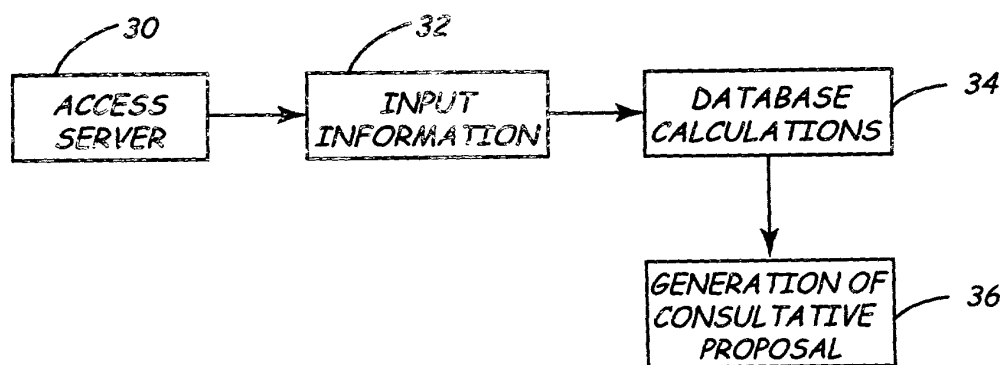 30
ACCESS
SERVER
32
INPUT
INFORMATION
34
DATABASE
CALCULATIONS
36
GENERATION OF
CONSULTATIVE
PROPOSAL